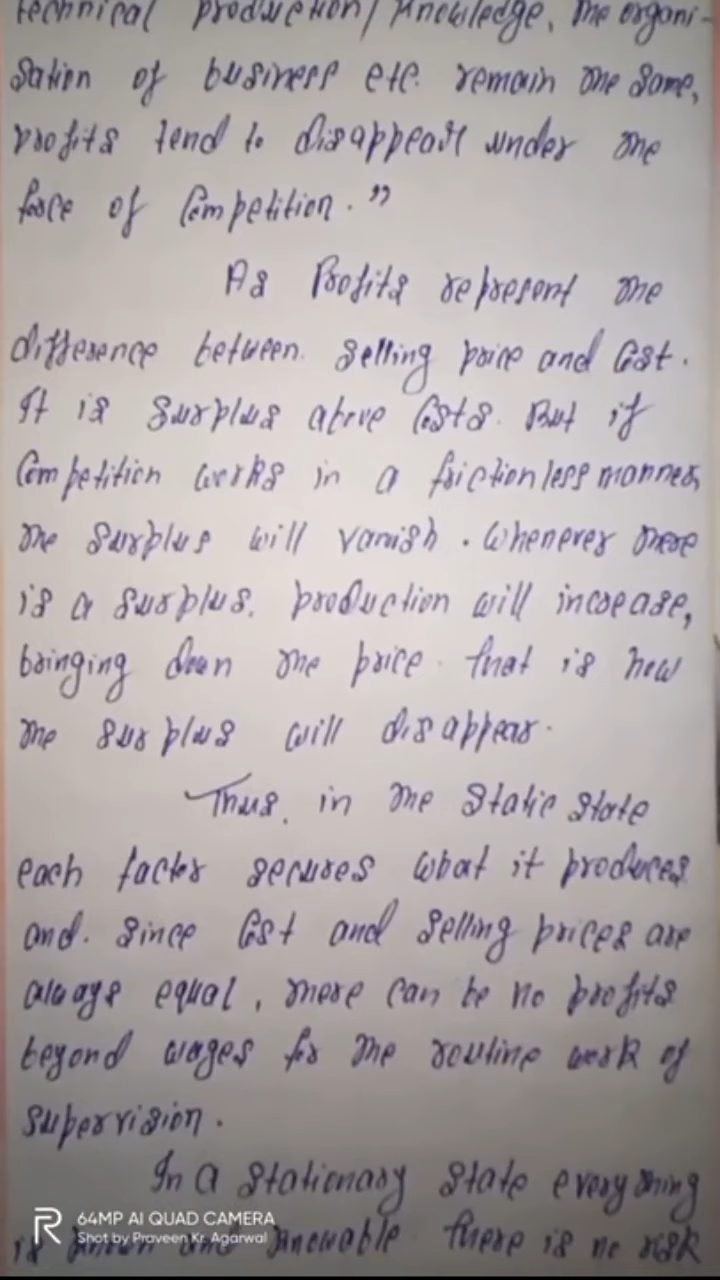 technical production/knowledge, the organi-
sation of business etc. remain the same,
profits tend to disappear under the
force of Competition."
As Profits represent the
difference between selling price and Cost.
It is surplus above Costs. But if
Competition works in a frictionless manner,
the surplus will vanish. Whenever there
is a surplus, production will increase,
bringing down the price. that is how
the surplus will disappear.
Thus, in the static state
each factor secures what it produces
and. since Cost and selling prices are
always equal, there can be no profits
beyond wages for the routine work of
supervision.
In a stationary state everything
is known and knowable. there is no risk
64MP AI QUAD CAMERA
Shot by Praveen Kr. Agarwal